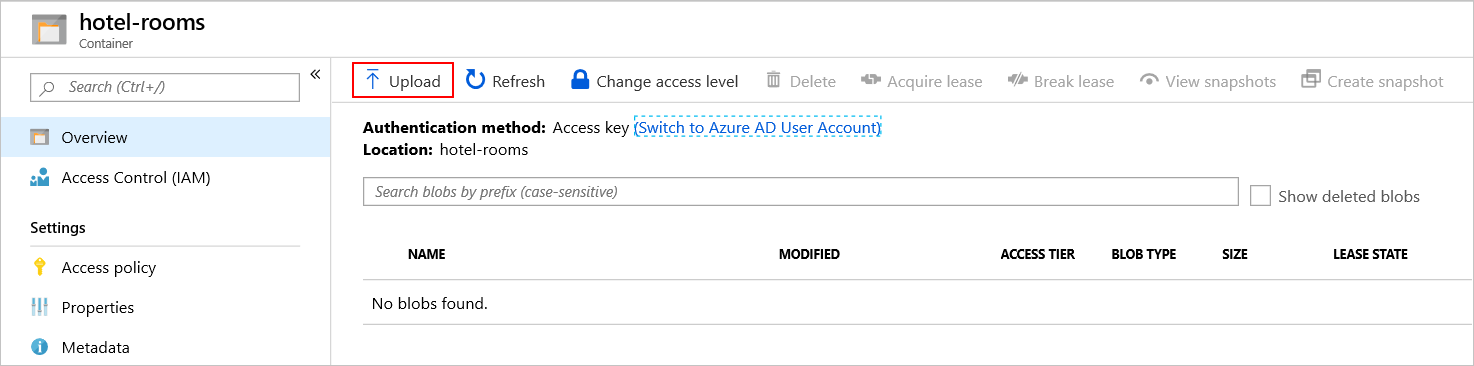 hotel-rooms
Container
Search (Ctrl+/)
Overview
Access Control (IAM)
Settings
Access policy
Properties
Metadata
Upload Refresh Change access level Delete Acquire lease Break lease View snapshots Create snapshot
Authentication method: Access key (Switch to Azure AD User Account)
Location: hotel-rooms
Search blobs by prefix (case-sensitive) Show deleted blobs
NAME MODIFIED ACCESS TIER BLOB TYPE SIZE LEASE STATE
No blobs found.